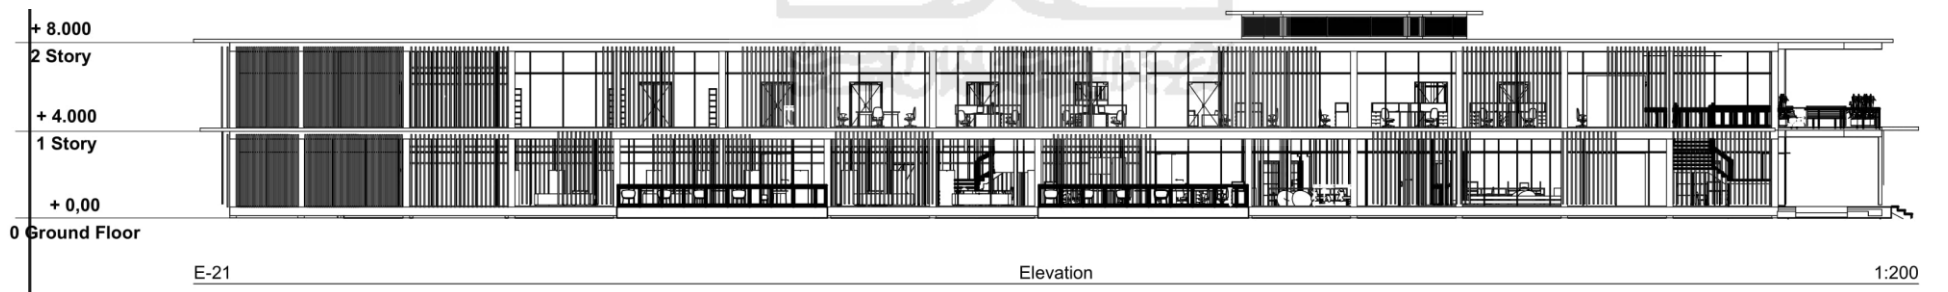 + 8.000
2 Story
+ 4.000
1 Story
+ 0,00
0 Ground Floor
E-21 Elevation 1:200